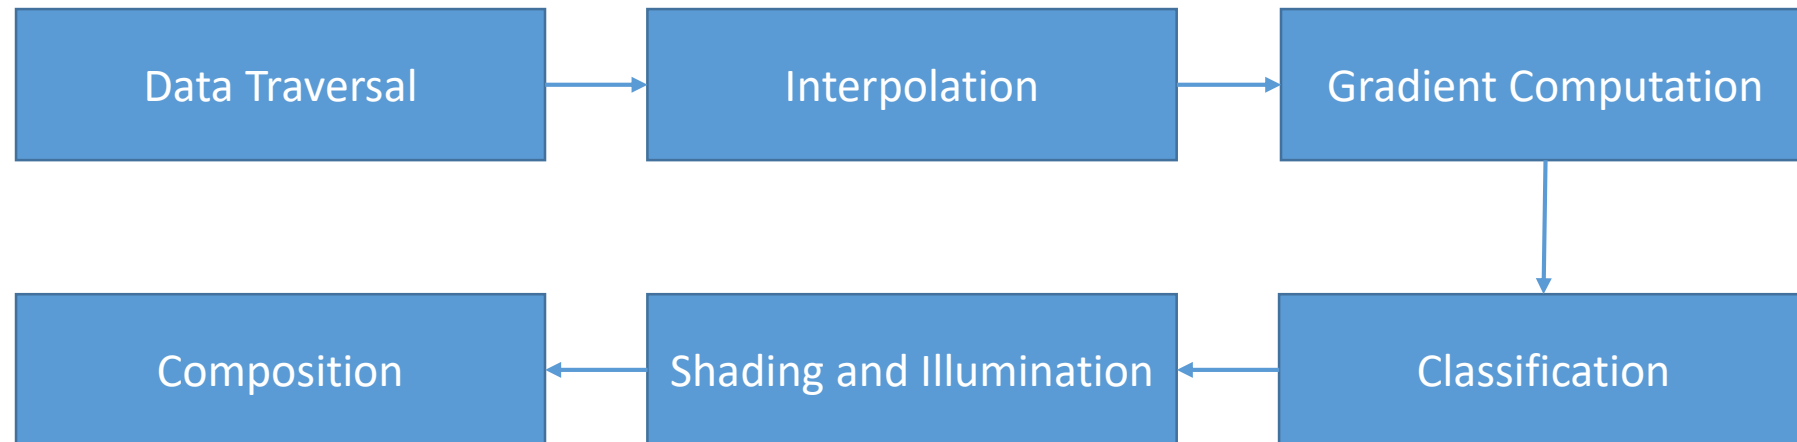 Data Traversal
Interpolation
Gradient Computation
Classification
Shading and Illumination
Composition